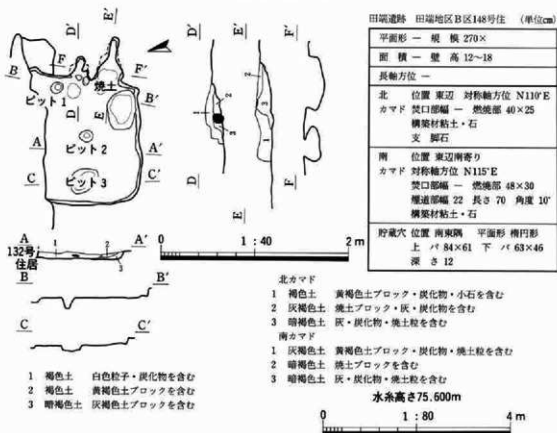 田端遺跡 田端地区B区148号住 (単位cm)
平面形 ー 規模 270×
面積 ー 壁高 12〜18
長軸方位 ー
北 位置 東辺 対称軸方位 N110°E
カマド 焚口部幅 ー 燃焼部 40×25
構築材粘土・石
支 脚石
南 位置 東辺南寄り
カマド 対称軸方位 N115°E
焚口部幅 ー 燃焼部 48×30
煙道部幅 22 長さ 70 角度 10°
構築材粘土・石
貯蔵穴 位置 南東隅 平面形 楕円形
上バ 84×61 下バ 63×46
深さ 12
D' E' F F' B B'
焼土
ピット1
D E
A A'
ピット2
C C'
ピット3
D' E' F'
1 2 3
2 3 1
D E F
A A'
132号
住居
1 2 3
B B'
C C'
0 1:40 2m
北カマド
1 褐色土 黄褐色土ブロック・炭化物・小石を含む
2 灰褐色土 焼土ブロック・灰を含む
3 暗褐色土 灰・炭化物・焼土粒を含む
南カマド
1 灰褐色土 黄褐色土ブロック・炭化物・焼土粒を含む
2 暗褐色土 焼土ブロックを含む
3 暗褐色土 灰・炭化物・焼土粒を含む
1 褐色土 白色粒子・炭化物を含む
2 褐色土 黄褐色土ブロックを含む
3 暗褐色土 灰褐色土ブロックを含む
水糸高さ75.600m
0 1:80 4m